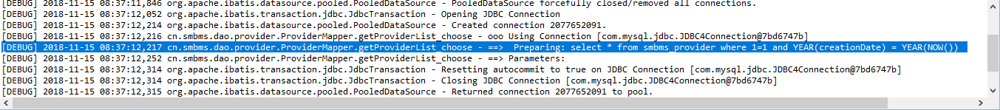 [DEBUG] 2018-11-15 08:37:11,846 org.apache.ibatis.datasource.pooled.PooledDataSource - PooledDataSource forcefully closed/removed all connections.
[DEBUG] 2018-11-15 08:37:12,052 org.apache.ibatis.transaction.jdbc.JdbcTransaction - Opening JDBC Connection
[DEBUG] 2018-11-15 08:37:12,214 org.apache.ibatis.datasource.pooled.PooledDataSource - Created connection 2077652091.
[DEBUG] 2018-11-15 08:37:12,216 cn.smbms.dao.provider.ProviderMapper.getProviderList_choose - ooo Using Connection [com.mysql.jdbc.JDBC4Connection@7bd6747b]
[DEBUG] 2018-11-15 08:37:12,217 cn.smbms.dao.provider.ProviderMapper.getProviderList_choose - ==>  Preparing: select * from smbms_provider where 1=1 and YEAR(creationDate) = YEAR(NOW())
[DEBUG] 2018-11-15 08:37:12,252 cn.smbms.dao.provider.ProviderMapper.getProviderList_choose - ==> Parameters:
[DEBUG] 2018-11-15 08:37:12,314 org.apache.ibatis.transaction.jdbc.JdbcTransaction - Resetting autocommit to true on JDBC Connection [com.mysql.jdbc.JDBC4Connection@7bd6747b]
[DEBUG] 2018-11-15 08:37:12,314 org.apache.ibatis.transaction.jdbc.JdbcTransaction - Closing JDBC Connection [com.mysql.jdbc.JDBC4Connection@7bd6747b]
[DEBUG] 2018-11-15 08:37:12,315 org.apache.ibatis.datasource.pooled.PooledDataSource - Returned connection 2077652091 to pool.